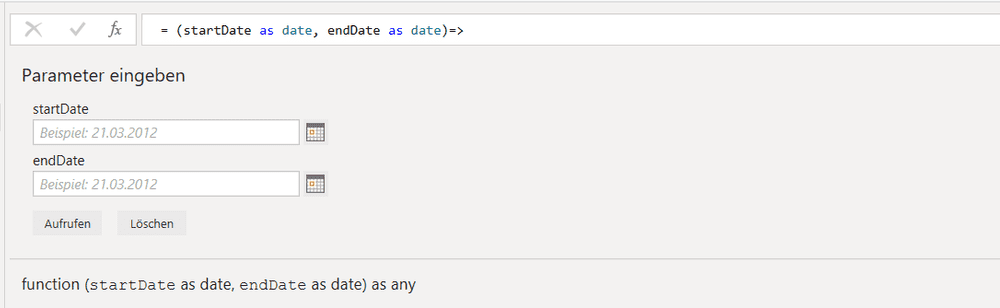 fx = (startDate as date, endDate as date)=>
Parameter eingeben
startDate
Beispiel: 21.03.2012
endDate
Beispiel: 21.03.2012
Aufrufen Löschen
function (startDate as date, endDate as date) as any